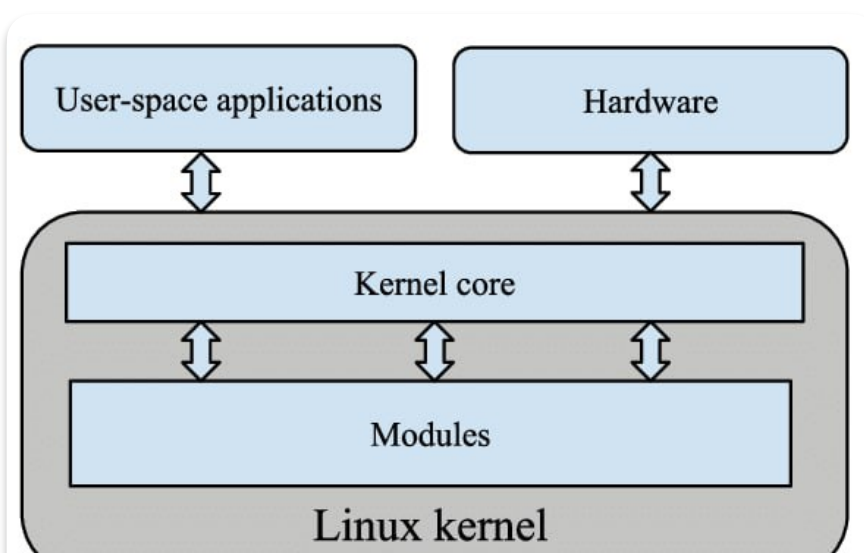 User-space applications
Hardware
Kernel core
Modules
Linux kernel